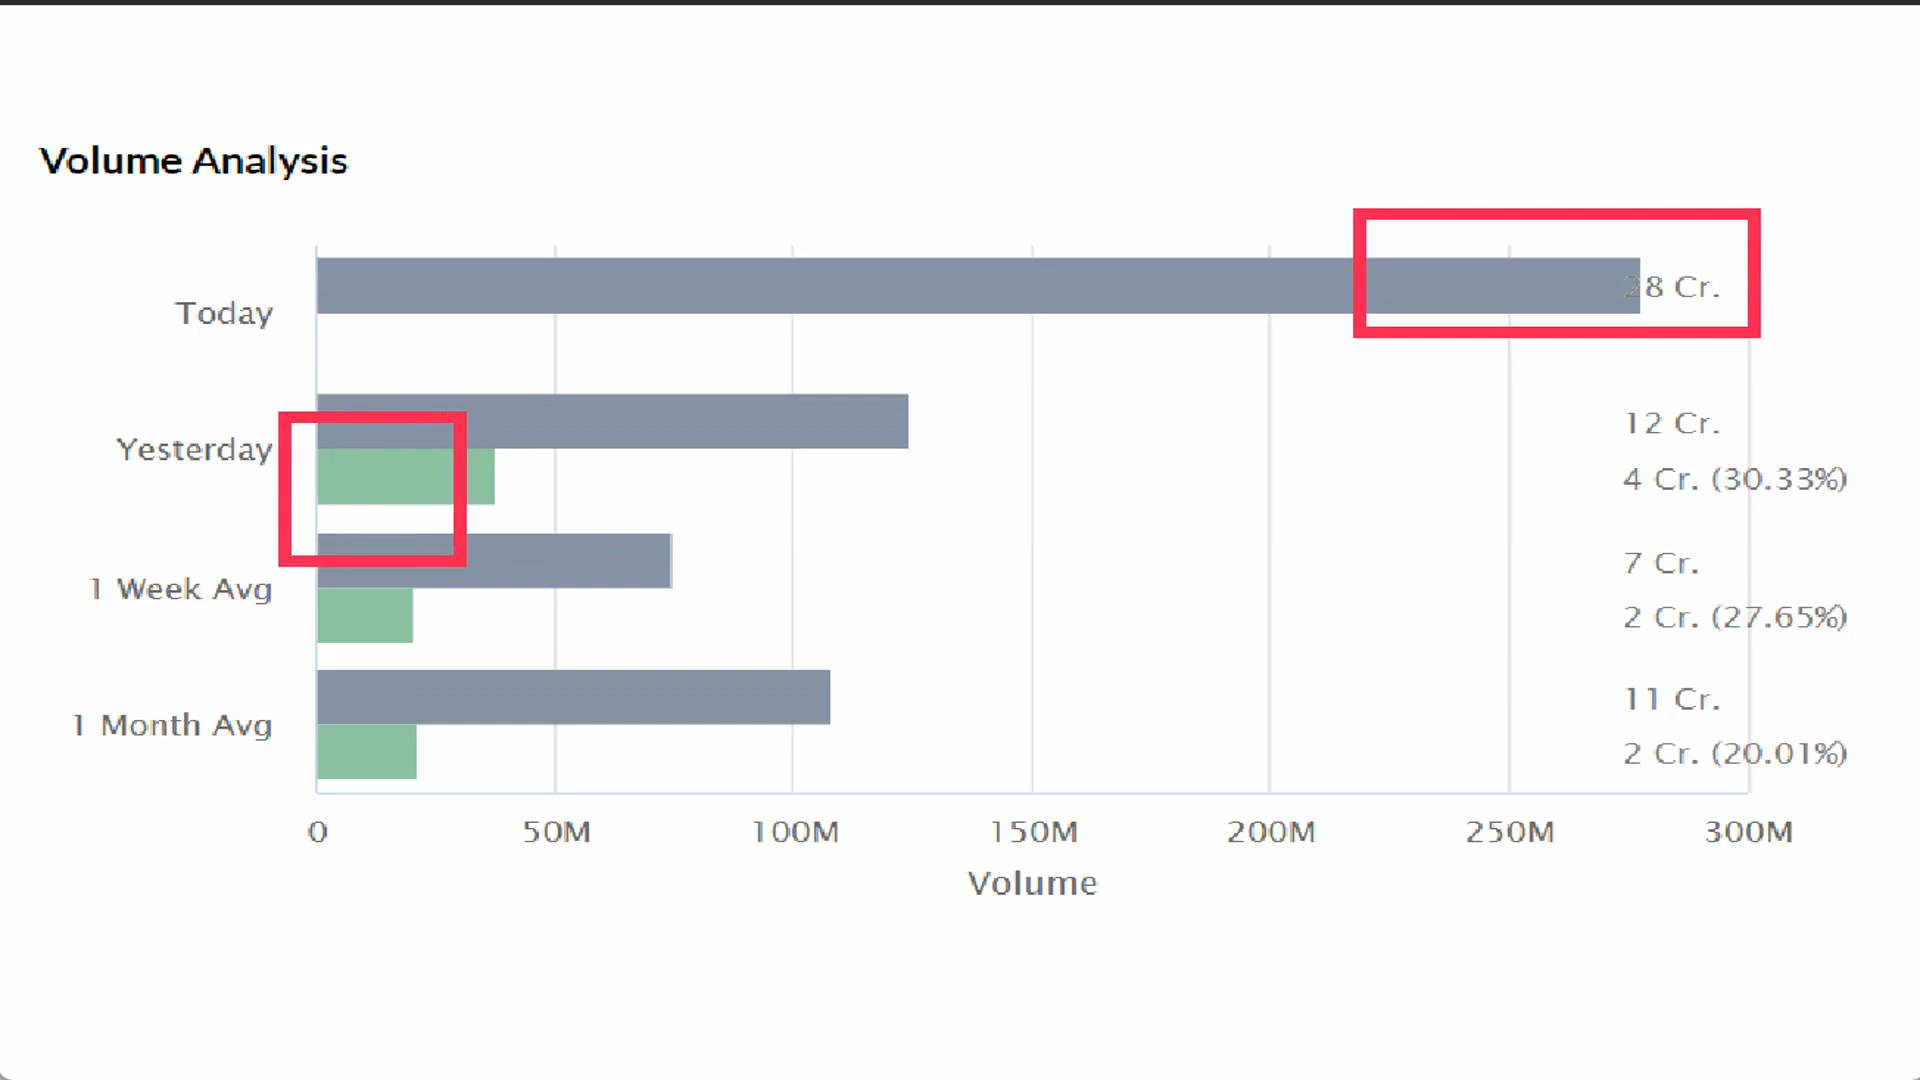 Volume Analysis
Today
28 Cr.
Yesterday
12 Cr.
4 Cr. (30.33%)
1 Week Avg
7 Cr.
2 Cr. (27.65%)
1 Month Avg
11 Cr.
2 Cr. (20.01%)
0 50M 100M 150M 200M 250M 300M
Volume